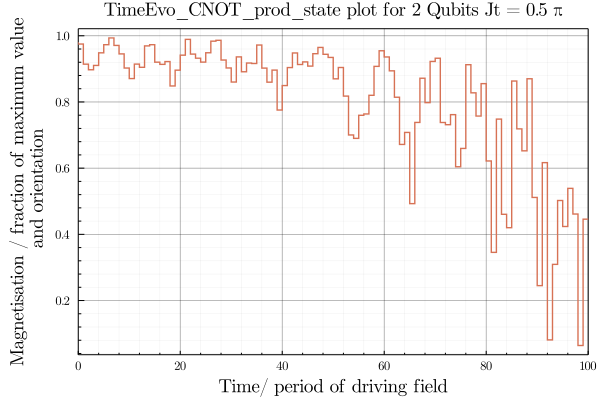 TimeEvo_CNOT_prod_state plot for 2 Qubits Jt = 0.5 π
Magnetisation / fraction of maximum value
and orientation
1.0
0.8
0.6
0.4
0.2
0 20 40 60 80 100
Time/ period of driving field